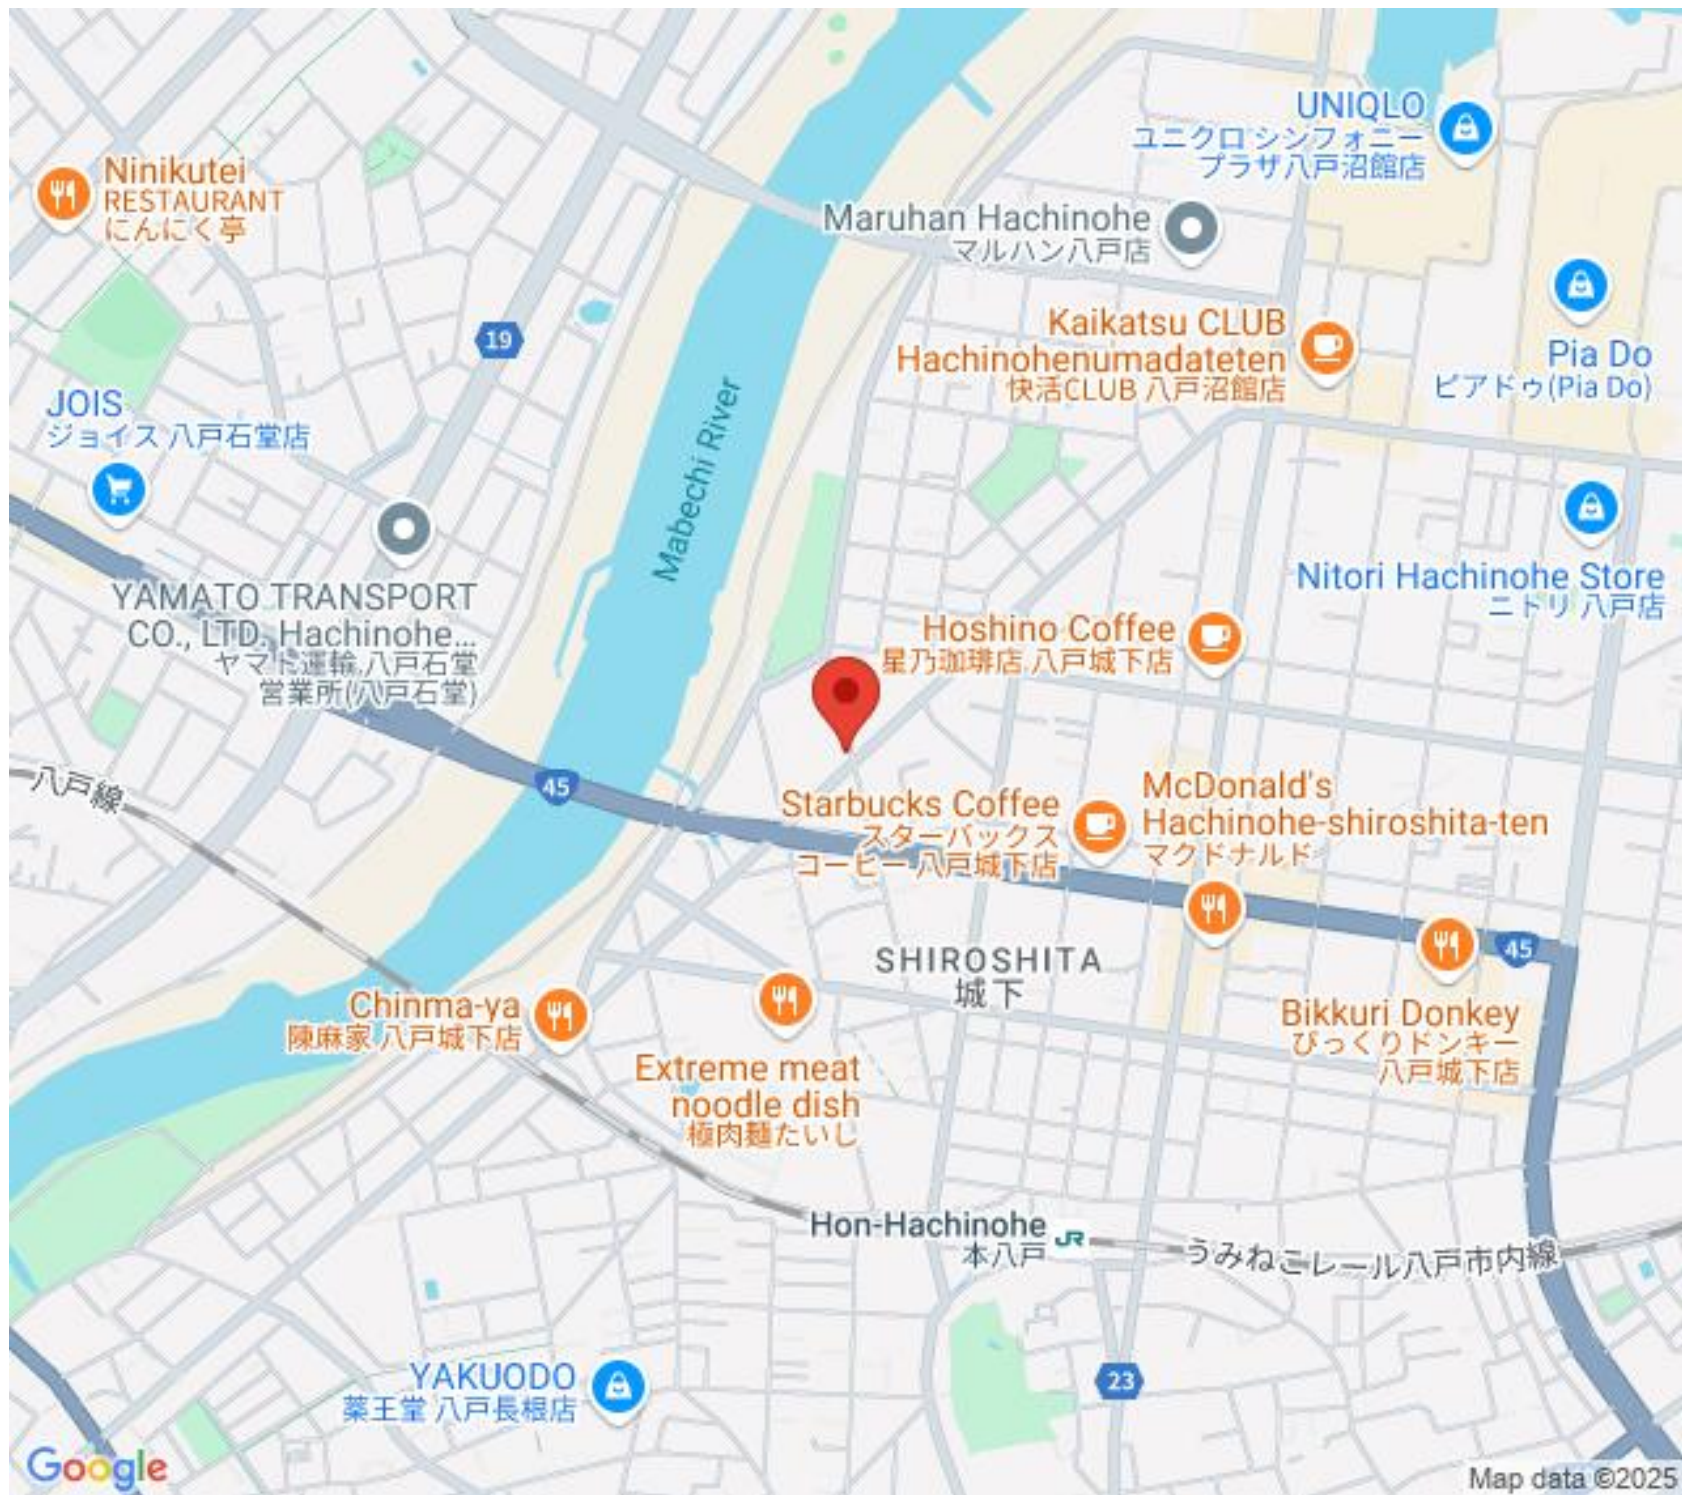 UNIQLO
ユニクロ シンフォニー
プラザ八戸沼館店
Ninikutei
RESTAURANT
にんにく亭
Maruhan Hachinohe
マルハン八戸店
Kaikatsu CLUB
Hachinohenumadateten
快活CLUB 八戸沼館店
19
Pia Do
ピアドゥ(Pia Do)
JOIS
ジョイス 八戸石堂店
Mabechi River
Nitori Hachinohe Store
ニトリ 八戸店
YAMATO TRANSPORT
CO., LTD. Hachinohe...
ヤマト運輸 八戸石堂
営業所(八戸石堂)
Hoshino Coffee
星乃珈琲店 八戸城下店
八戸線
45
Starbucks Coffee
スターバックス
コーヒー 八戸城下店
McDonald's
Hachinohe-shiroshita-ten
マクドナルド
SHIROSHITA
城下
45
Chinma-ya
陳麻家 八戸城下店
Bikkuri Donkey
びっくりドンキー
八戸城下店
Extreme meat
noodle dish
極肉麺たいし
Hon-Hachinohe
本八戸
JR
うみねこレール八戸市内線
YAKUODO
薬王堂 八戸長根店
23
Google
Map data ©2025